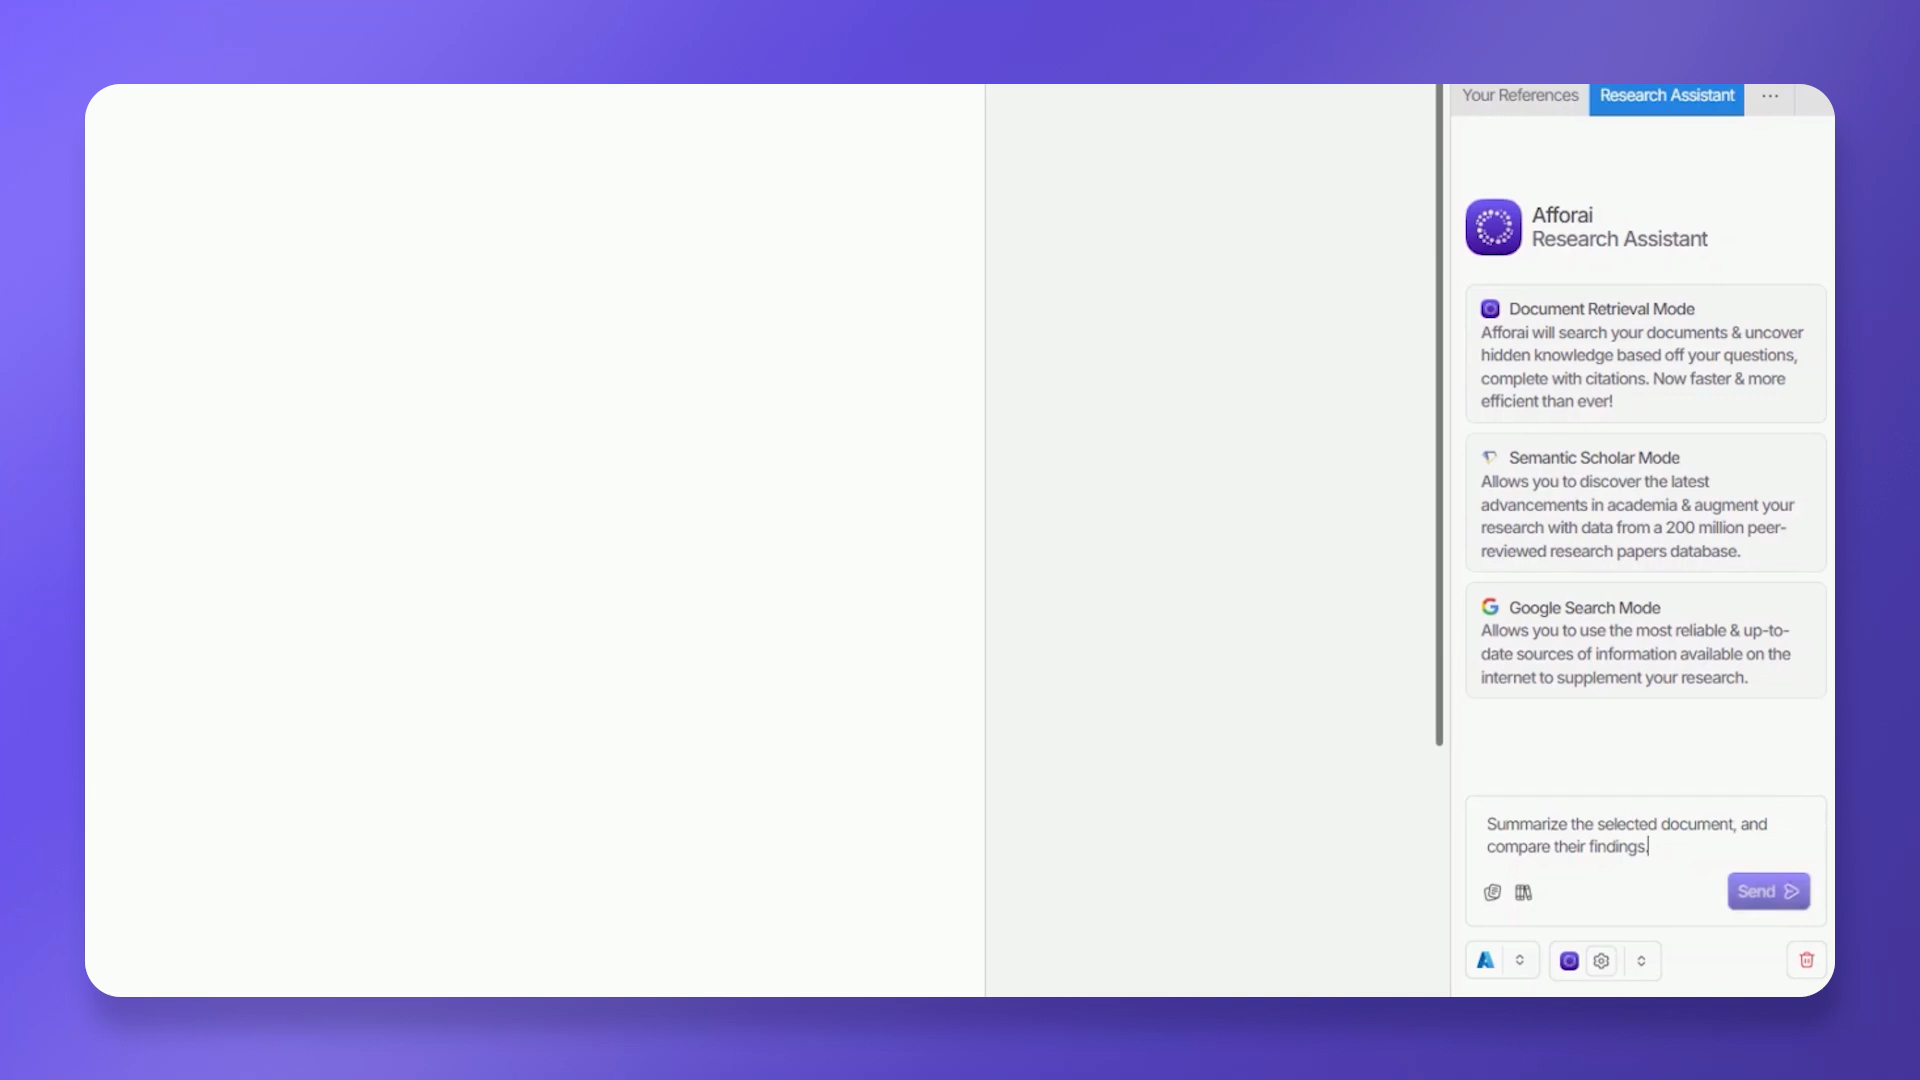 Your References Research Assistant ...
Afforai
Research Assistant
Document Retrieval Mode
Afforai will search your documents & uncover
hidden knowledge based off your questions,
complete with citations. Now faster & more
efficient than ever!
Semantic Scholar Mode
Allows you to discover the latest
advancements in academia & augment your
research with data from a 200 million peer-
reviewed research papers database.
Google Search Mode
Allows you to use the most reliable & up-to-
date sources of information available on the
internet to supplement your research.
Summarize the selected document, and
compare their findings.
Send